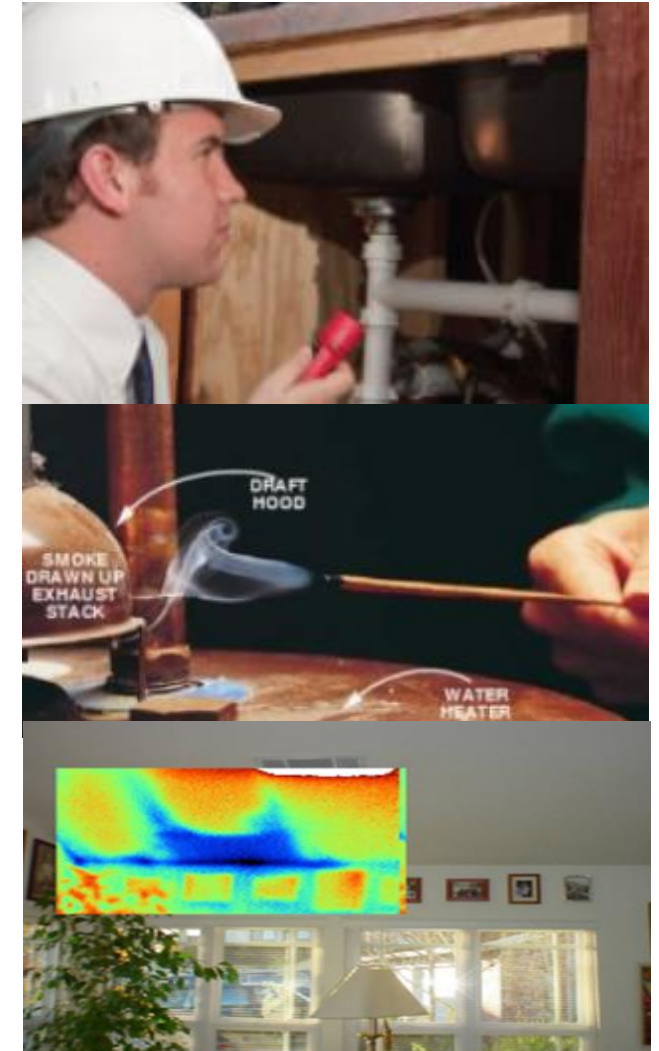 DRAFT
HOOD
SMOKE
DRAWN UP
EXHAUST
STACK
WATER
HEATER